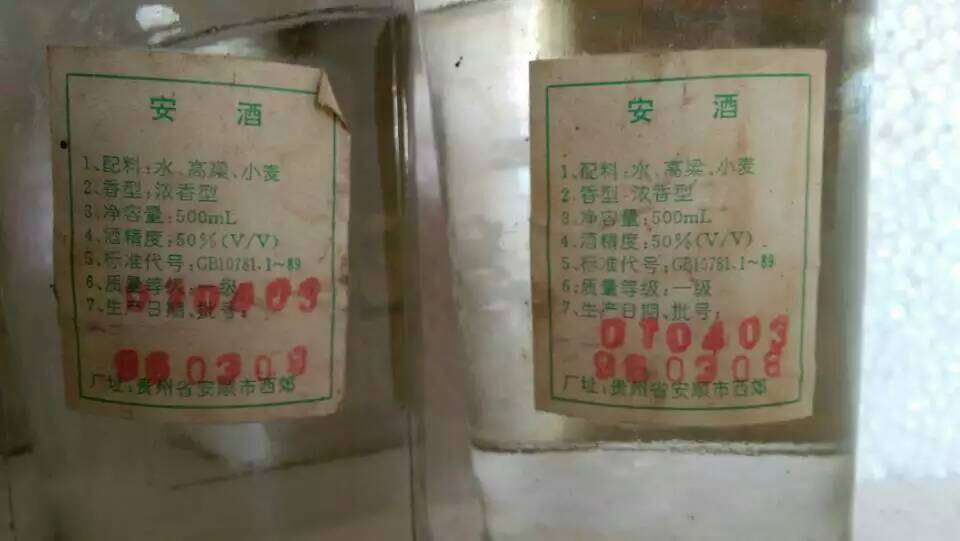 安酒
1、配料:水、高梁、小麦
2、香型:浓香型
3、净容量:500mL
4、酒精度:50%(V/V)
5、标准代号:GB10781.1~89
6、质量等级:一级
010403
7、生产日期、批号:
960308
厂址:贵州省安顺市西郊
安酒
1、配料:水、高梁、小麦
2、香型:浓香型
3、净容量:500mL
4、酒精度:50%(V/V)
5、标准代号:GB10781.1~89
6、质量等级:一级
7、生产日期、批号:
010403
960308
厂址:贵州省安顺市西郊